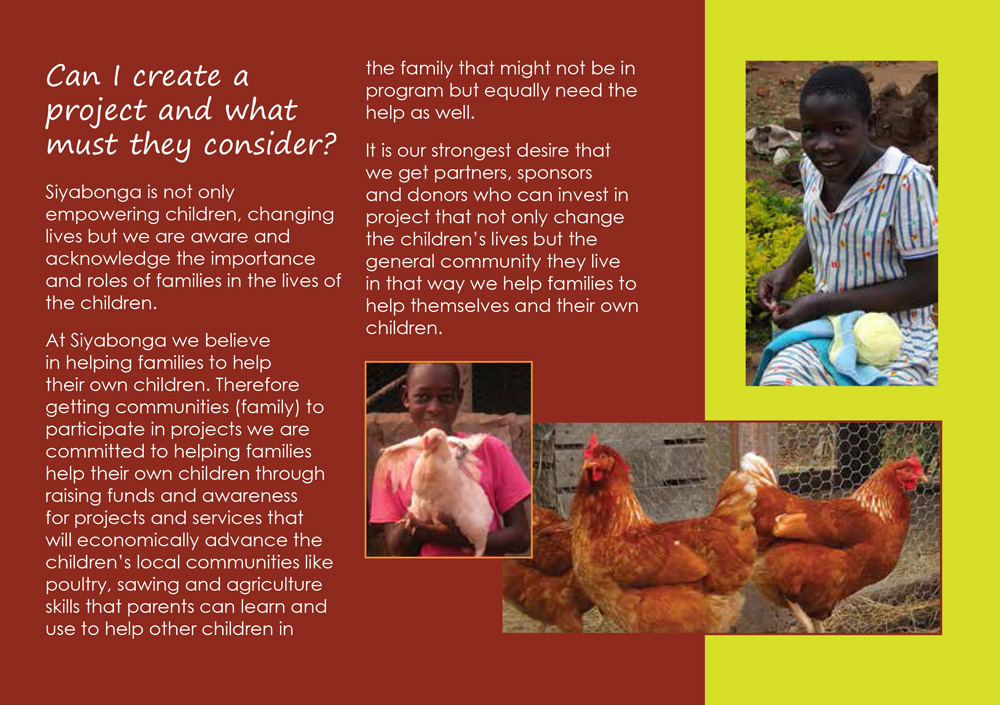 Can I create a
project and what
must they consider?
Siyabonga is not only
empowering children, changing
lives but we are aware and
acknowledge the importance
and roles of families in the lives of
the children.
At Siyabonga we believe
in helping families to help
their own children. Therefore
getting communities (family) to
participate in projects we are
committed to helping families
help their own children through
raising funds and awareness
for projects and services that
will economically advance the
children’s local communities like
poultry, sawing and agriculture
skills that parents can learn and
use to help other children in
the family that might not be in
program but equally need the
help as well.
It is our strongest desire that
we get partners, sponsors
and donors who can invest in
project that not only change
the children’s lives but the
general community they live
in that way we help families to
help themselves and their own
children.